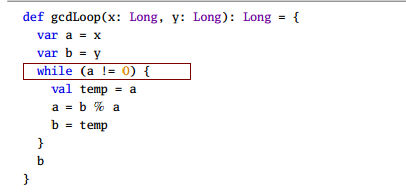 def gcdLoop(x: Long, y: Long): Long = {
  var a = x
  var b = y
  while (a != 0) {
    val temp = a
    a = b % a
    b = temp
  }
  b
}